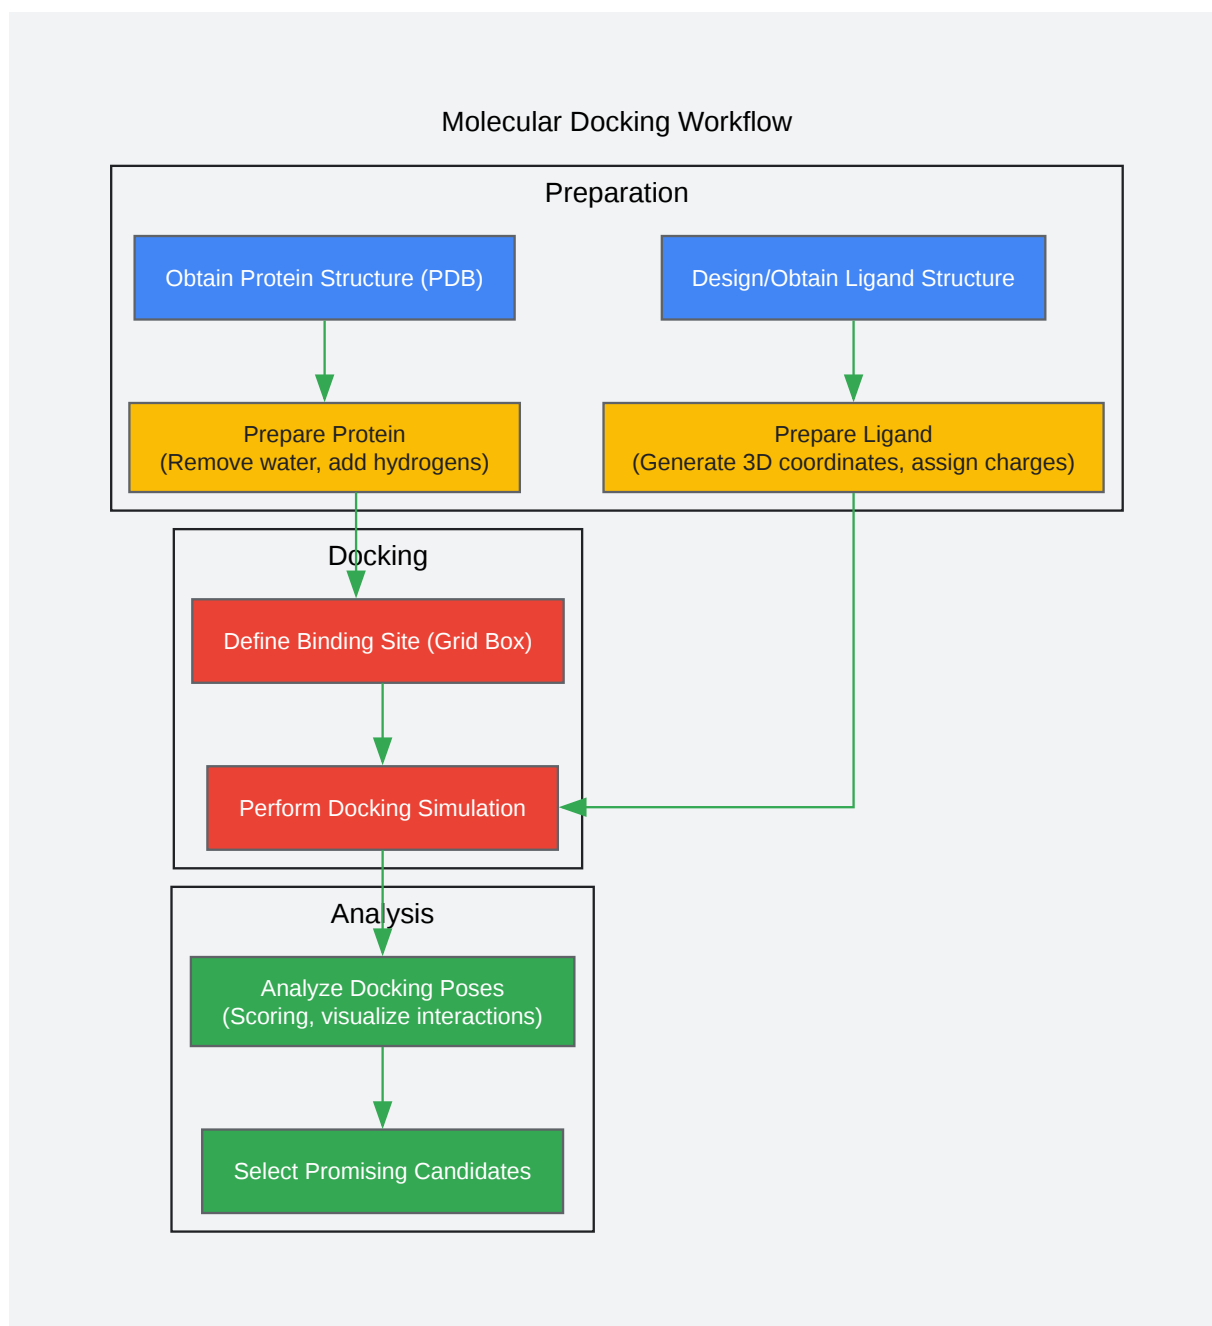 Molecular Docking Workflow
Preparation
Obtain Protein Structure (PDB)
Design/Obtain Ligand Structure
Prepare Protein
(Remove water, add hydrogens)
Prepare Ligand
(Generate 3D coordinates, assign charges)
Docking
Define Binding Site (Grid Box)
Perform Docking Simulation
Analysis
Analyze Docking Poses
(Scoring, visualize interactions)
Select Promising Candidates